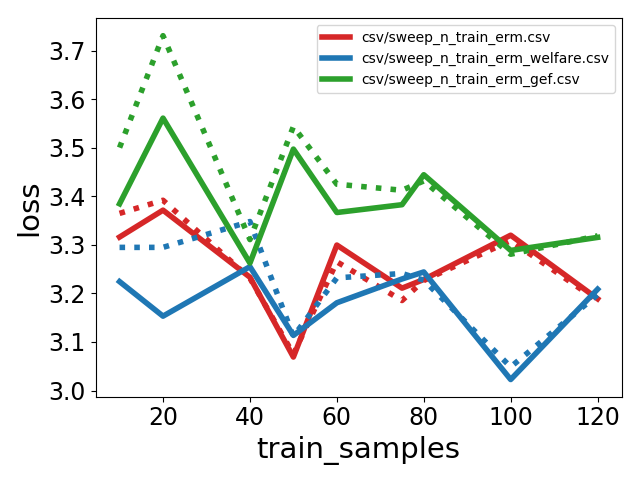 csv/sweep_n_train_erm.csv
csv/sweep_n_train_erm_welfare.csv
csv/sweep_n_train_erm_gef.csv
loss
3.7
3.6
3.5
3.4
3.3
3.2
3.1
3.0
20 40 60 80 100 120
train_samples